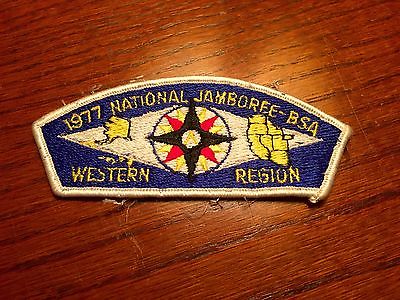 1977 NATIONAL JAMBOREE-BSA
WESTERN REGION